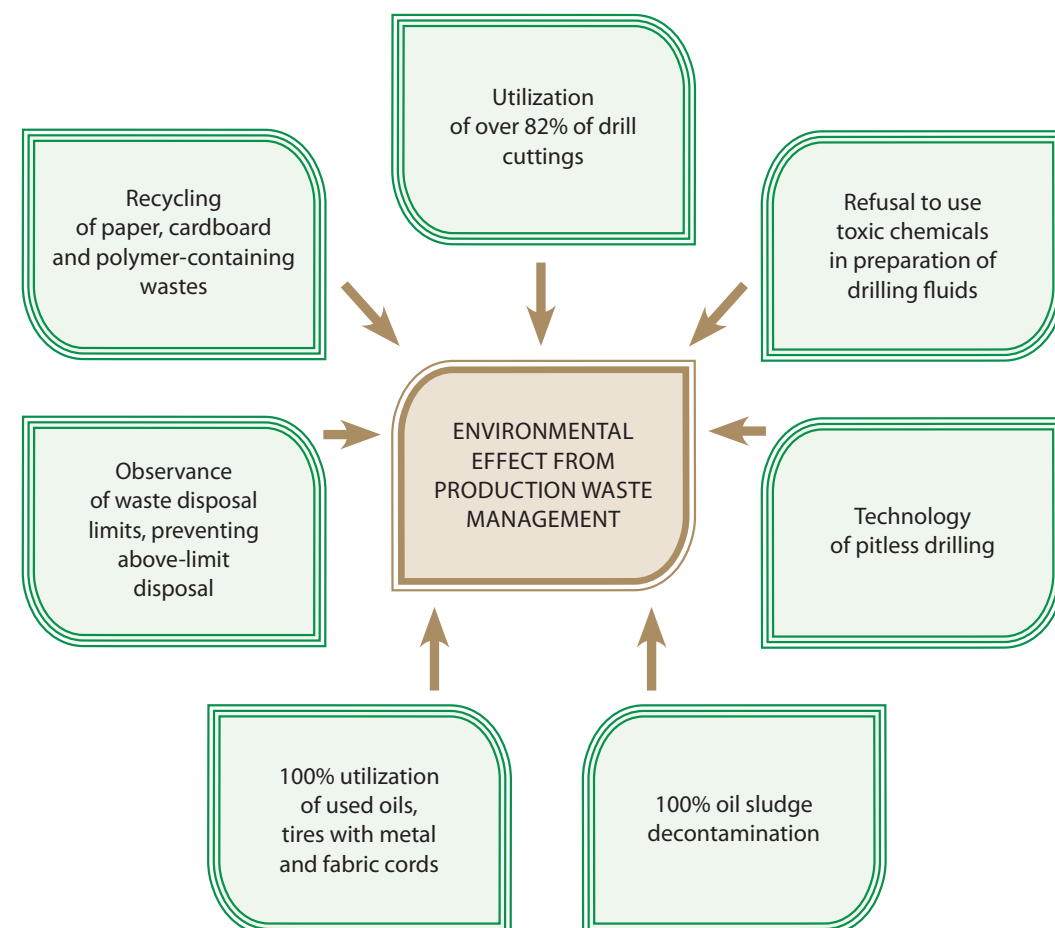 Utilization
of over 82% of drill
cuttings
Recycling
of paper, cardboard
and polymer-containing
wastes
Refusal to use
toxic chemicals
in preparation of
drilling fluids
ENVIRONMENTAL
EFFECT FROM
PRODUCTION WASTE
MANAGEMENT
Observance
of waste disposal
limits, preventing
above-limit
disposal
Technology
of pitless drilling
100% utilization
of used oils,
tires with metal
and fabric cords
100% oil sludge
decontamination